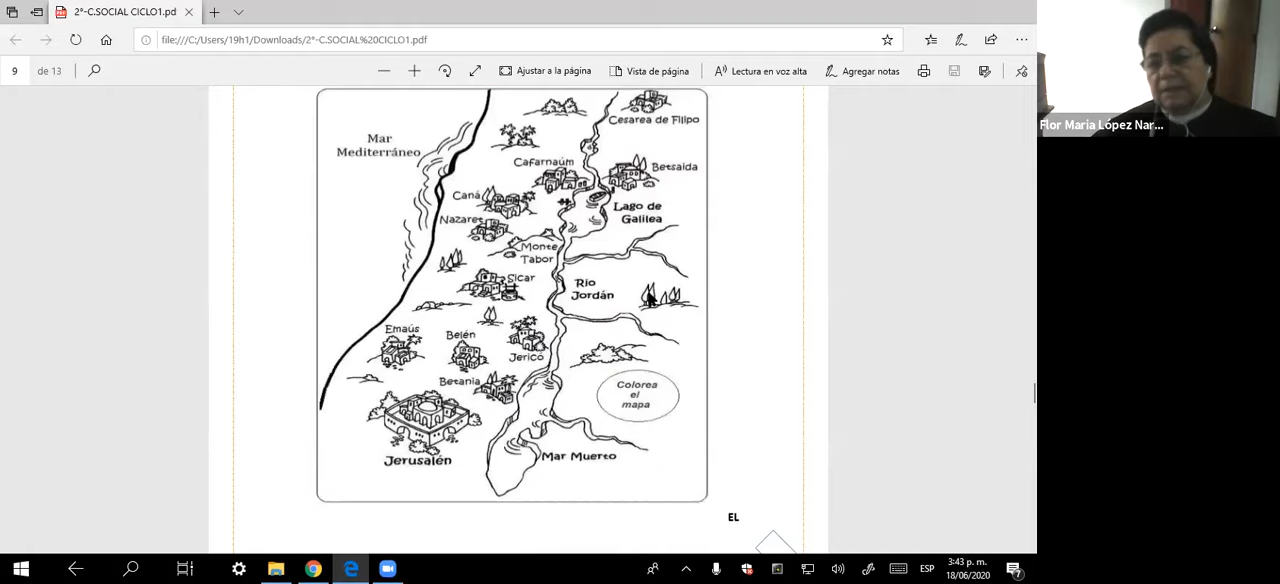 2°-C.SOCIAL CICLO1.pd
file:///C:/Users/19h1/Downloads/2°-C.SOCIAL%20CICLO1.pdf
9 de 13
Ajustar a la página
Vista de página
Lectura en voz alta
Agregar notas
Flor Maria López Nar...
Mar
Mediterráneo
Cesarea de Filipo
Cafarnaúm
Betsaida
Caná
Lago de
Galilea
Nazaret
Monte
Tabor
Sicar
Rio
Jordán
Emaús
Belén
Jericó
Betania
Colorea
el
mapa
Jerusalén
Mar Muerto
EL
ESP
3:43 p. m.
18/06/2020
7